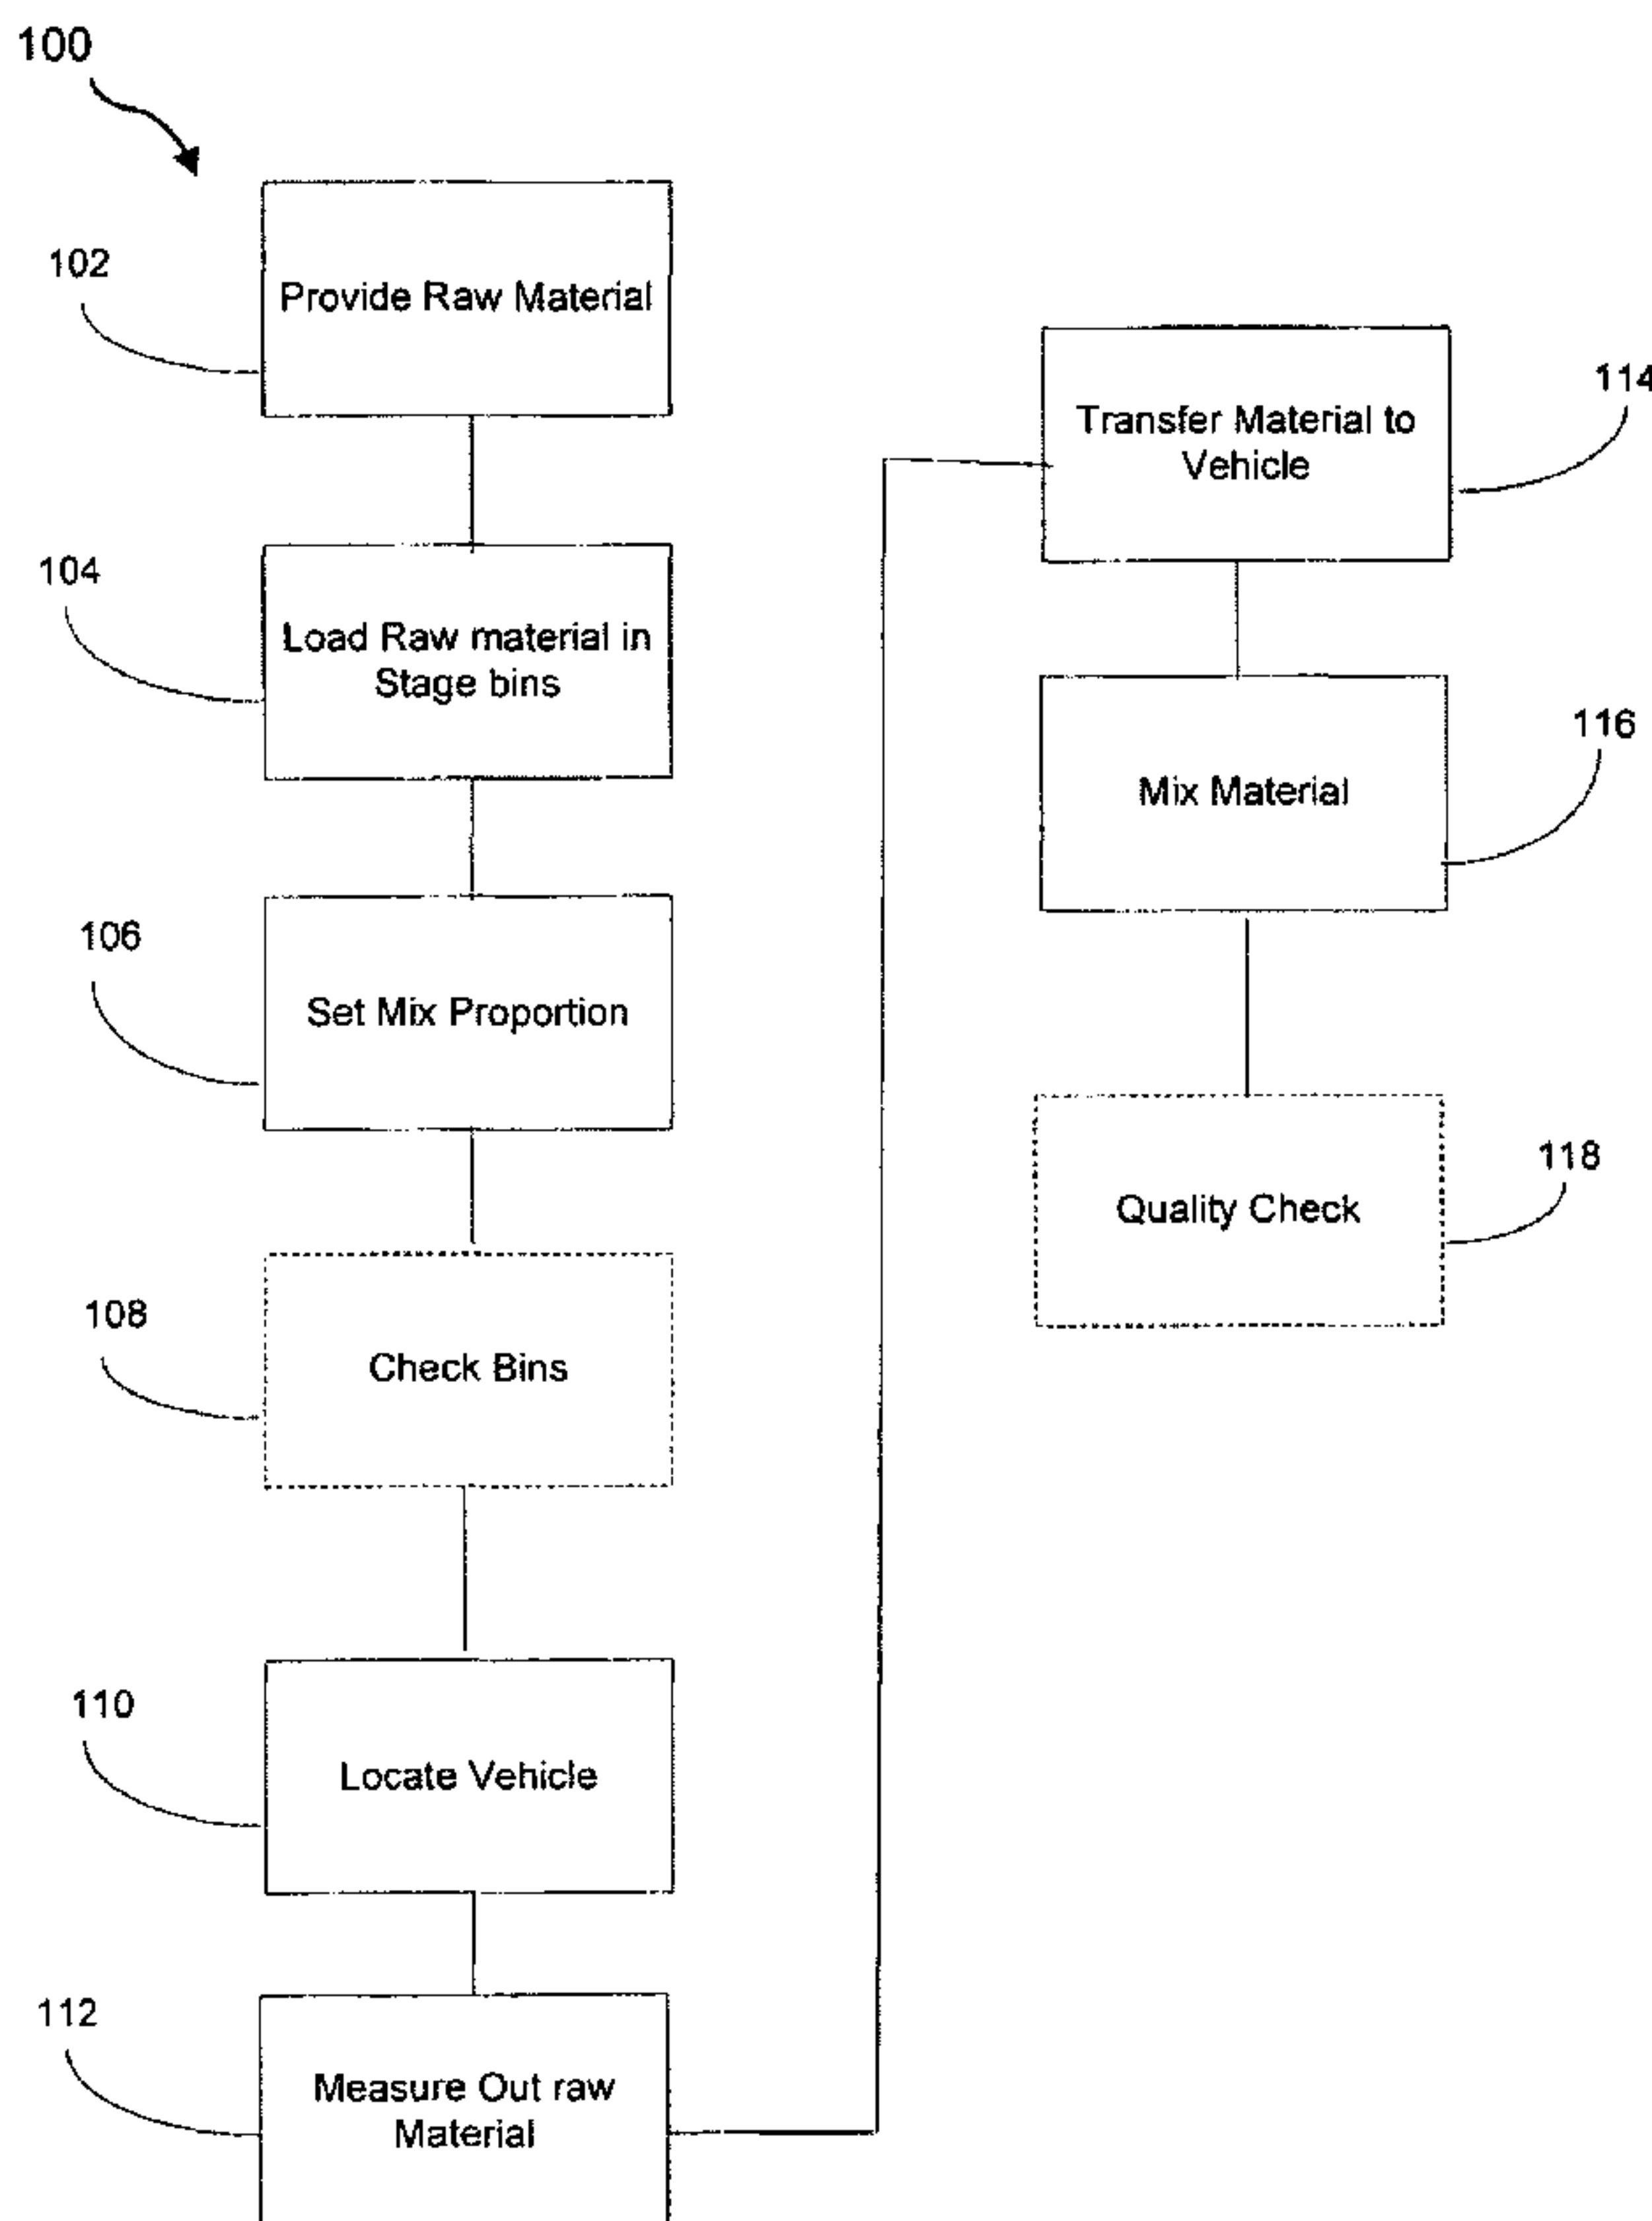 100
102
Provide Raw Material
104
Load Raw material in
Stage bins
106
Set Mix Proportion
108
Check Bins
110
Locate Vehicle
112
Measure Out raw
Material
114
Transfer Material to
Vehicle
116
Mix Material
118
Quality Check